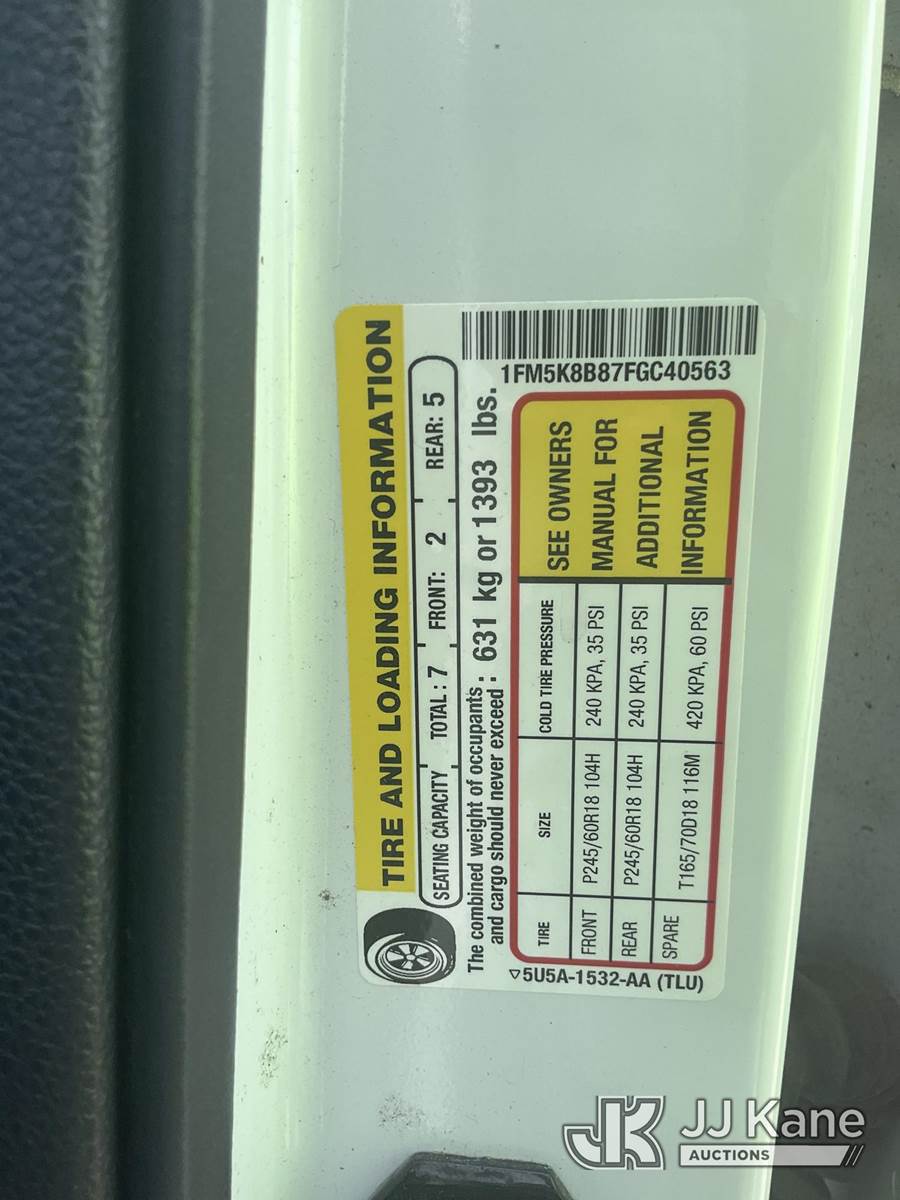 TIRE AND LOADING INFORMATION
SEATING CAPACITY TOTAL: 7 FRONT: 2 REAR: 5
The combined weight of occupants
and cargo should never exceed : 631 kg or 1393 lbs.
TIRE SIZE COLD TIRE PRESSURE
FRONT P245/60R18 104H 240 KPA, 35 PSI
REAR P245/60R18 104H 240 KPA, 35 PSI
SPARE T165/70D18 116M 420 KPA, 60 PSI
SEE OWNERS
MANUAL FOR
ADDITIONAL
INFORMATION
1FM5K8B87FGC40563
▽5U5A-1532-AA (TLU)
JK JJ Kane
AUCTIONS